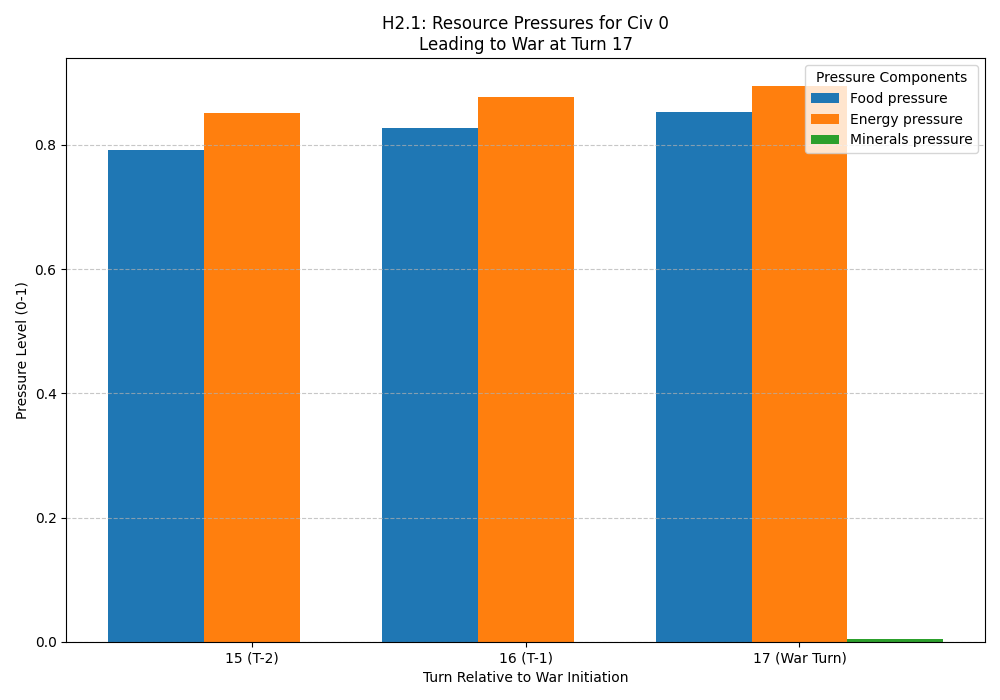 H2.1: Resource Pressures for Civ 0
Leading to War at Turn 17
Pressure Components
Food pressure
Energy pressure
Minerals pressure
Pressure Level (0-1)
0.8
0.6
0.4
0.2
0.0
15 (T-2)
16 (T-1)
17 (War Turn)
Turn Relative to War Initiation